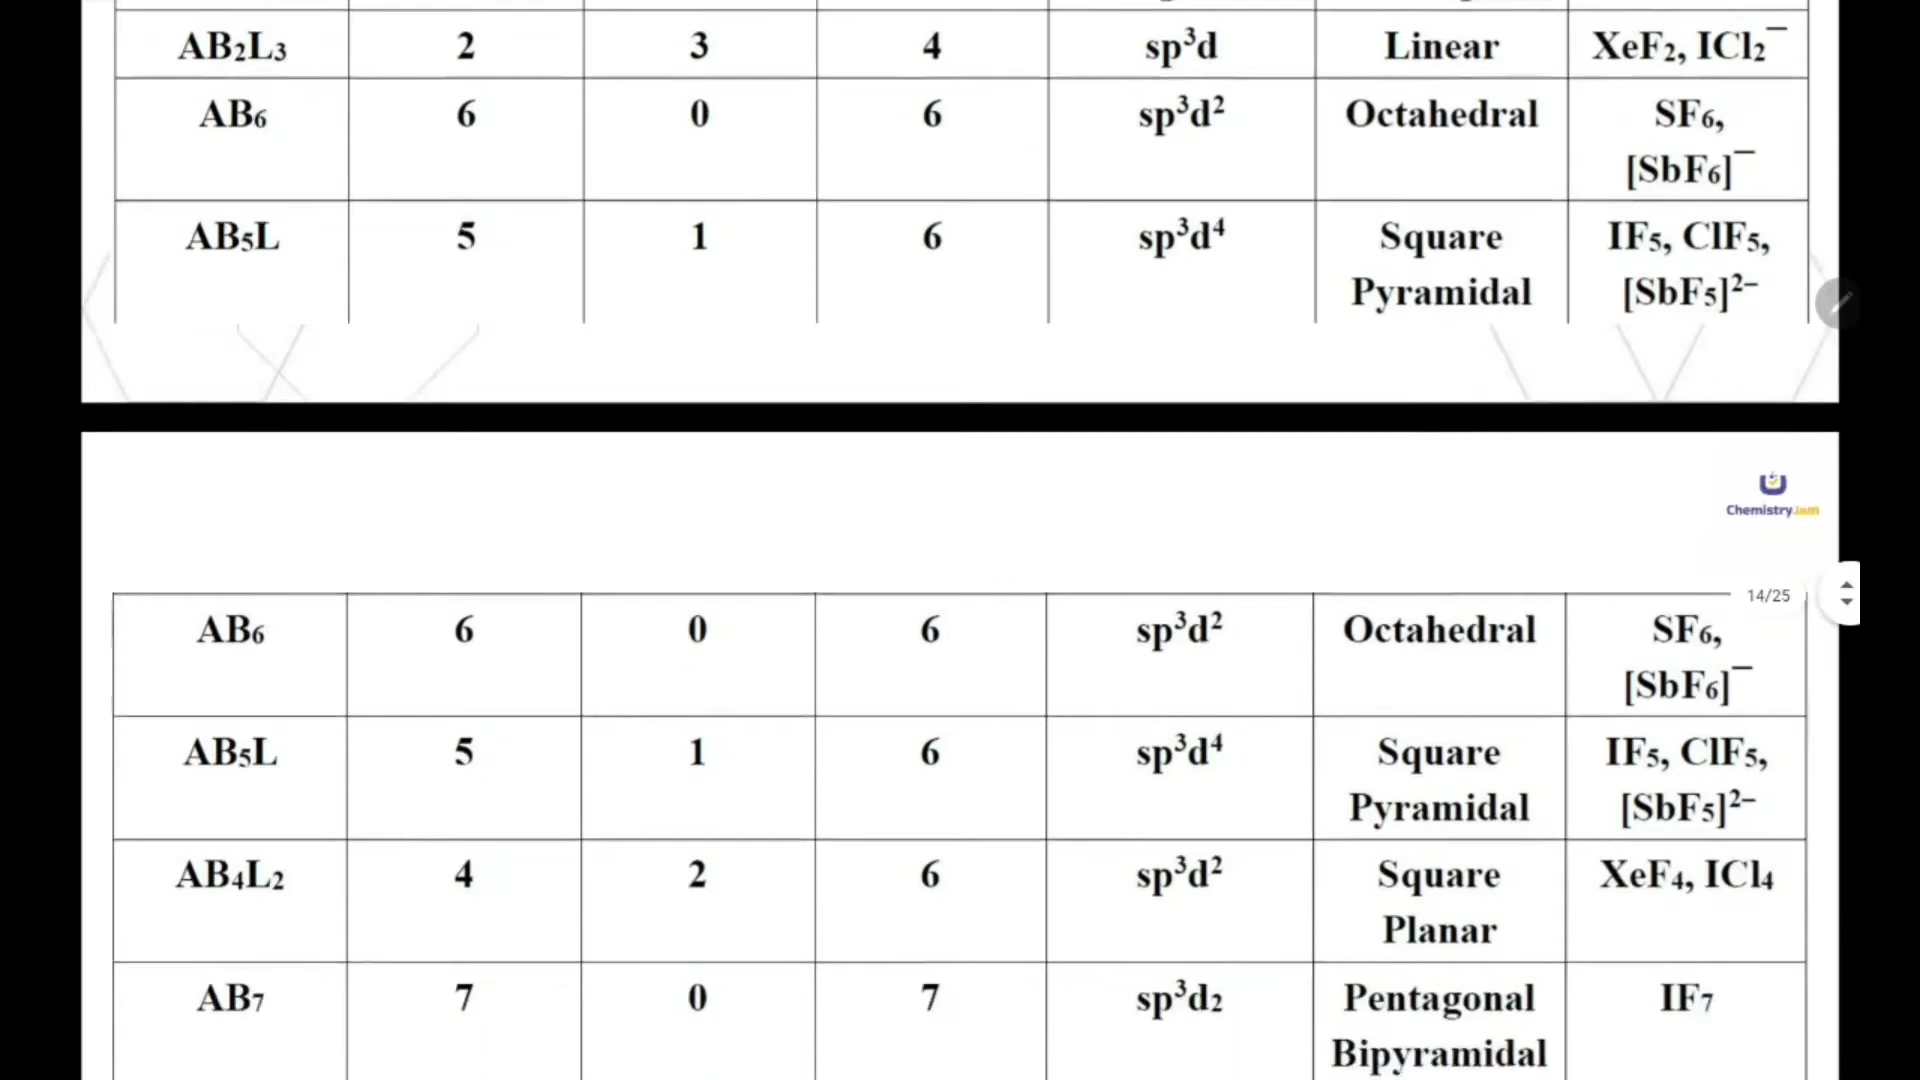 AB₂L₃ 2 3 4 sp³d Linear XeF₂, ICl₂⁻
AB₆ 6 0 6 sp³d² Octahedral SF₆,
[SbF₆]⁻
AB₅L 5 1 6 sp³d⁴ Square IF₅, ClF₅,
Pyramidal [SbF₅]²⁻
ChemistryJam
14/25
AB₆ 6 0 6 sp³d² Octahedral SF₆,
[SbF₆]⁻
AB₅L 5 1 6 sp³d⁴ Square IF₅, ClF₅,
Pyramidal [SbF₅]²⁻
AB₄L₂ 4 2 6 sp³d² Square XeF₄, ICl₄
Planar
AB₇ 7 0 7 sp³d₂ Pentagonal IF₇
Bipyramidal